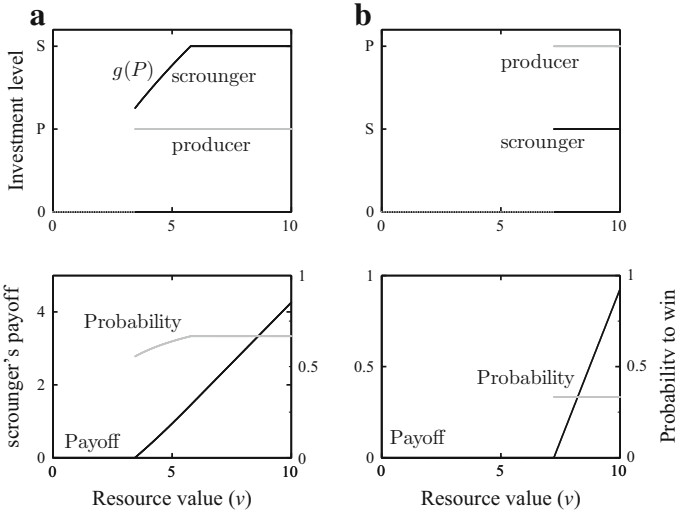 a
b
Investment level
S
P
0
g(P)
scrounger
producer
0
5
10
P
S
0
producer
scrounger
0
5
10
scrounger's payoff
4
2
0
1
0.5
0
Probability
Payoff
0
5
10
Resource value (v)
1
0.5
0
1
0.5
0
Probability
Payoff
0
5
10
Resource value (v)
Probability to win